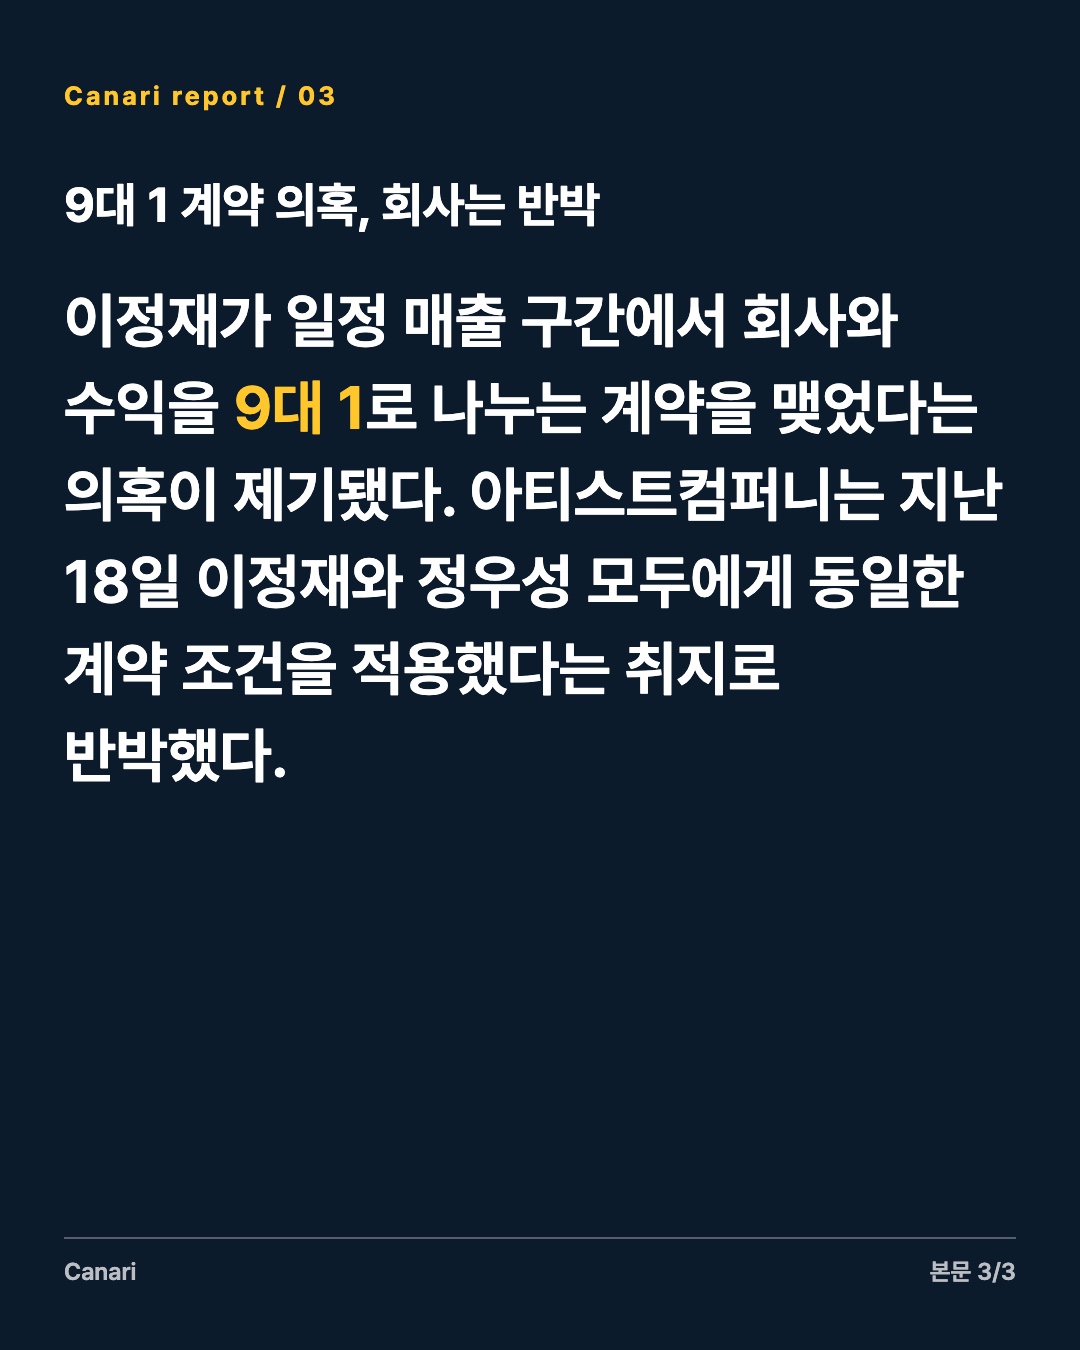 Canari report / 03
9대 1 계약 의혹, 회사는 반박
이정재가 일정 매출 구간에서 회사와
수익을 9대 1로 나누는 계약을 맺었다는
의혹이 제기됐다. 아티스트컴퍼니는 지난
18일 이정재와 정우성 모두에게 동일한
계약 조건을 적용했다는 취지로
반박했다.
Canari
본문 3/3